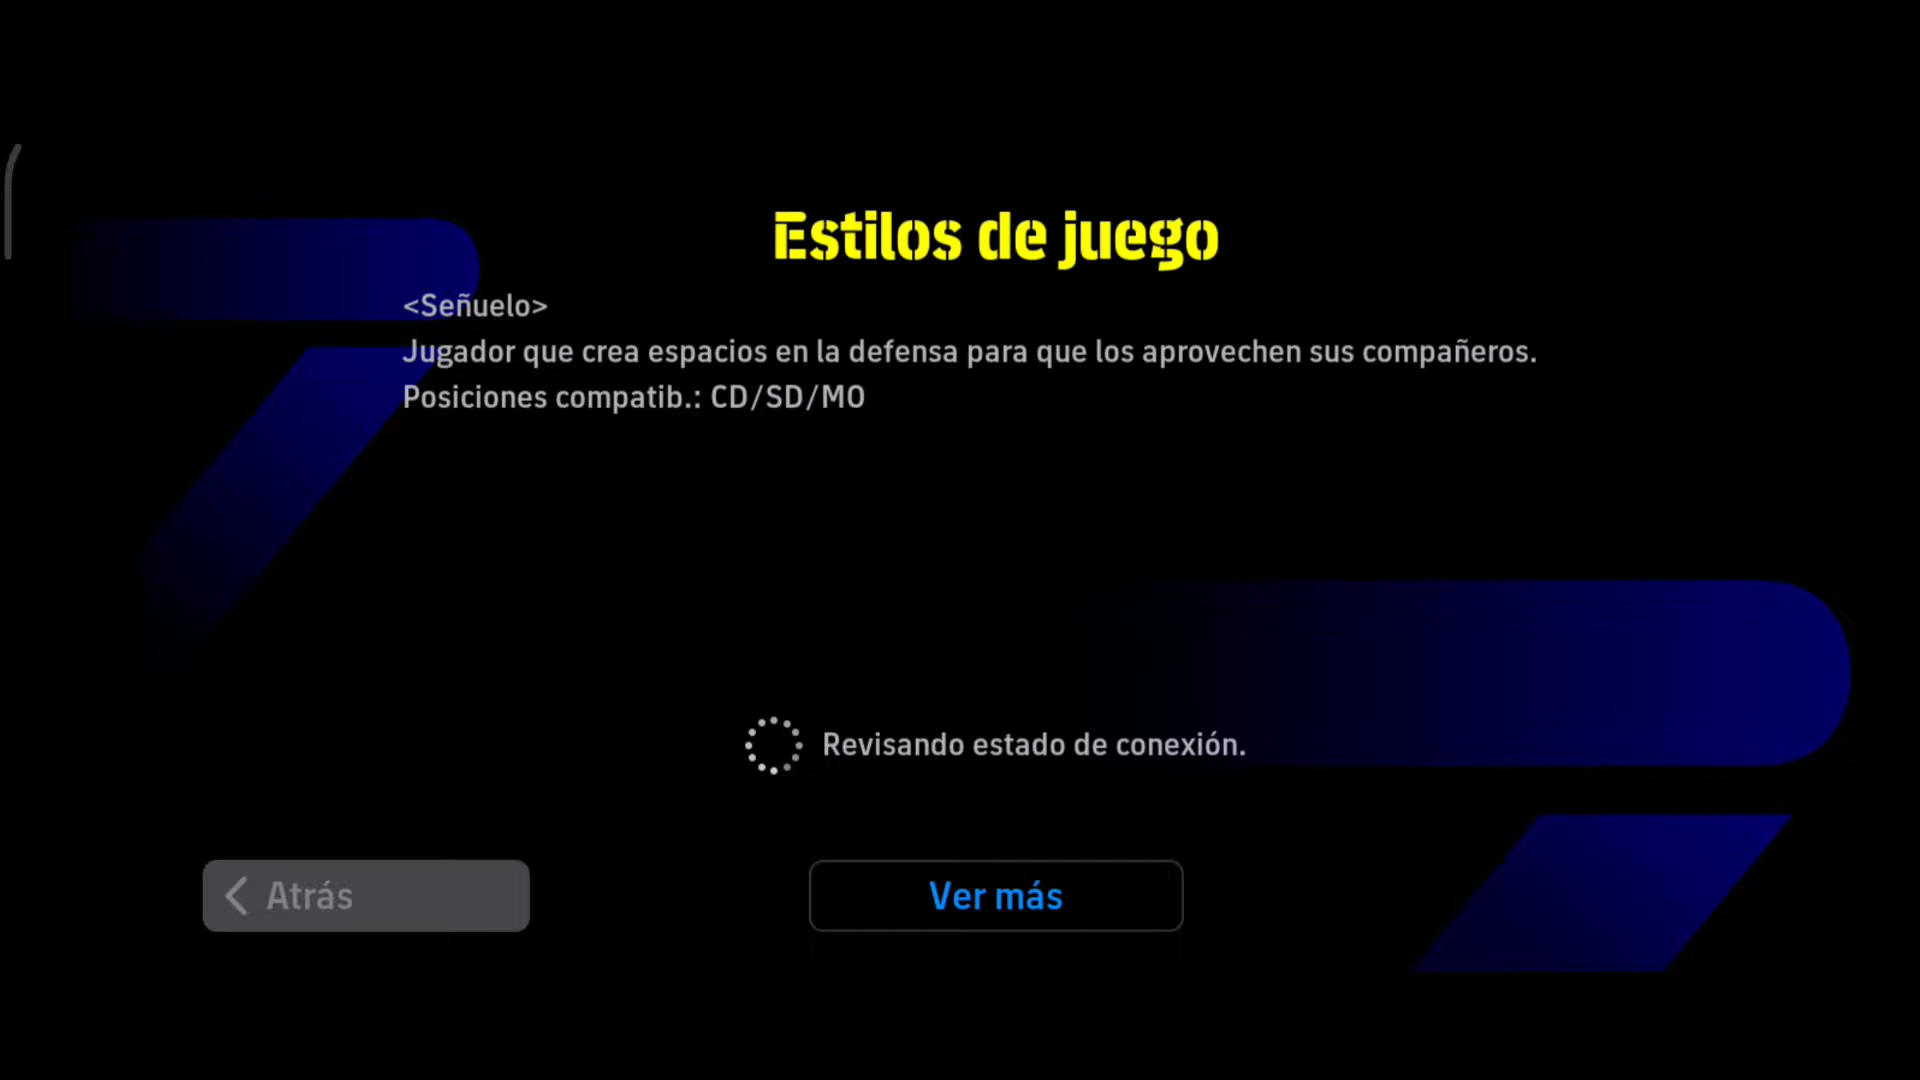 Estilos de juego
<Señuelo>
Jugador que crea espacios en la defensa para que los aprovechen sus compañeros.
Posiciones compatib.: CD/SD/MO
Revisando estado de conexión.
Atrás
Ver más